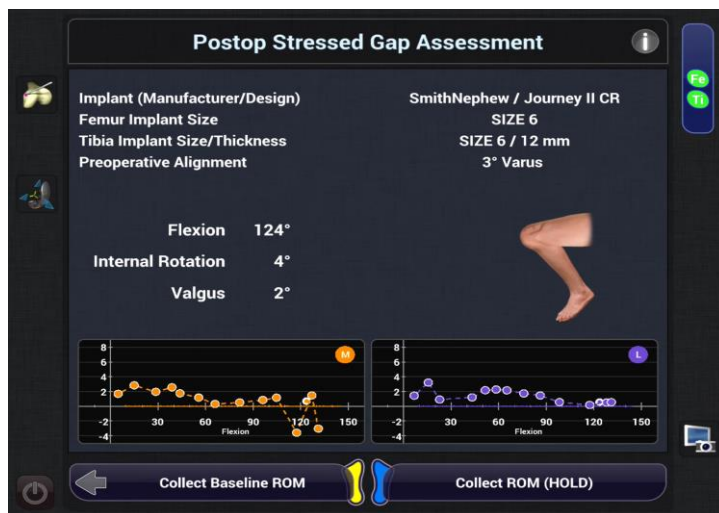 Postop Stressed Gap Assessment
i
Fe
Ti
Implant (Manufacturer/Design) SmithNephew / Journey II CR
Femur Implant Size SIZE 6
Tibia Implant Size/Thickness SIZE 6 / 12 mm
Preoperative Alignment 3° Varus
Flexion 124°
Internal Rotation 4°
Valgus 2°
M
8
6
4
2
-2
-4
30 60 90 120 150
Flexion
L
8
6
4
2
-2
-4
30 60 90 120 150
Flexion
Collect Baseline ROM
Collect ROM (HOLD)